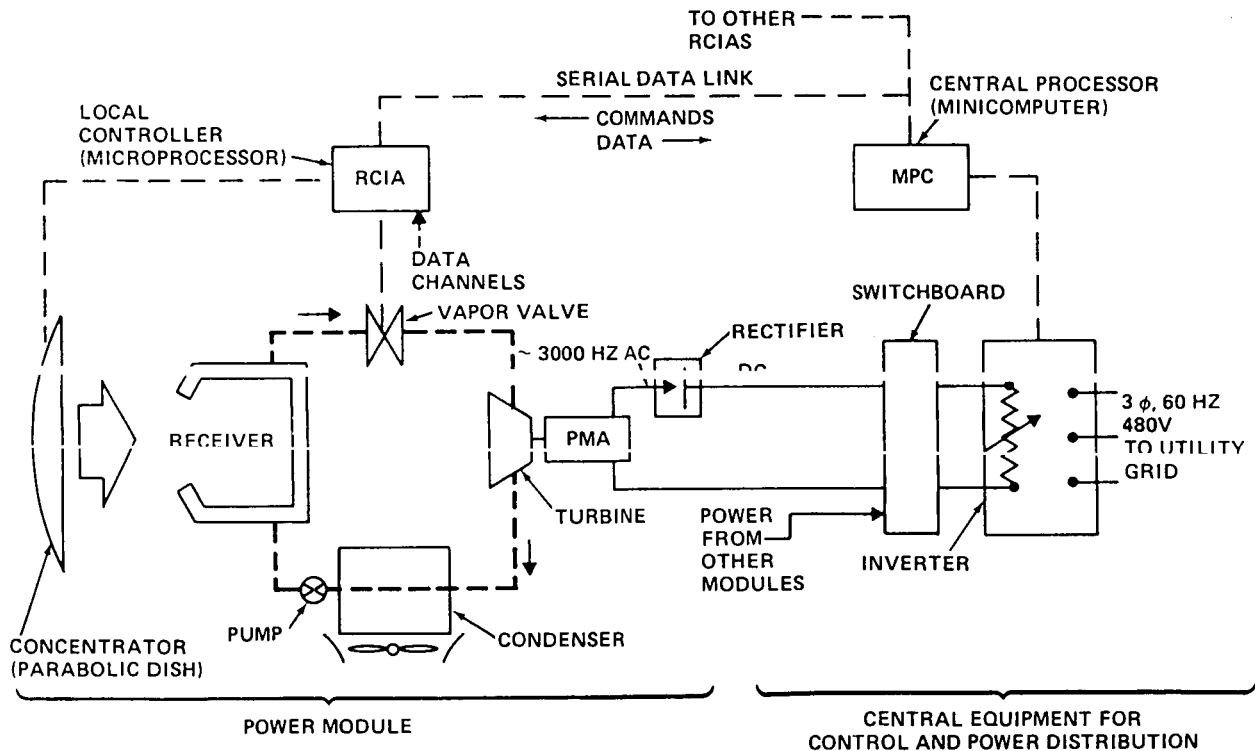 TO OTHER
RCIAS
SERIAL DATA LINK
CENTRAL PROCESSOR
(MINICOMPUTER)
LOCAL
CONTROLLER
(MICROPROCESSOR)
COMMANDS
DATA
RCIA
MPC
DATA
CHANNELS
VAPOR VALVE
SWITCHBOARD
RECTIFIER
~ 3000 HZ AC
DC
3 ϕ, 60 HZ
480V
TO UTILITY
GRID
RECEIVER
PMA
TURBINE
POWER
FROM
OTHER
MODULES
INVERTER
PUMP
CONDENSER
CONCENTRATOR
(PARABOLIC DISH)
POWER MODULE
CENTRAL EQUIPMENT FOR
CONTROL AND POWER DISTRIBUTION